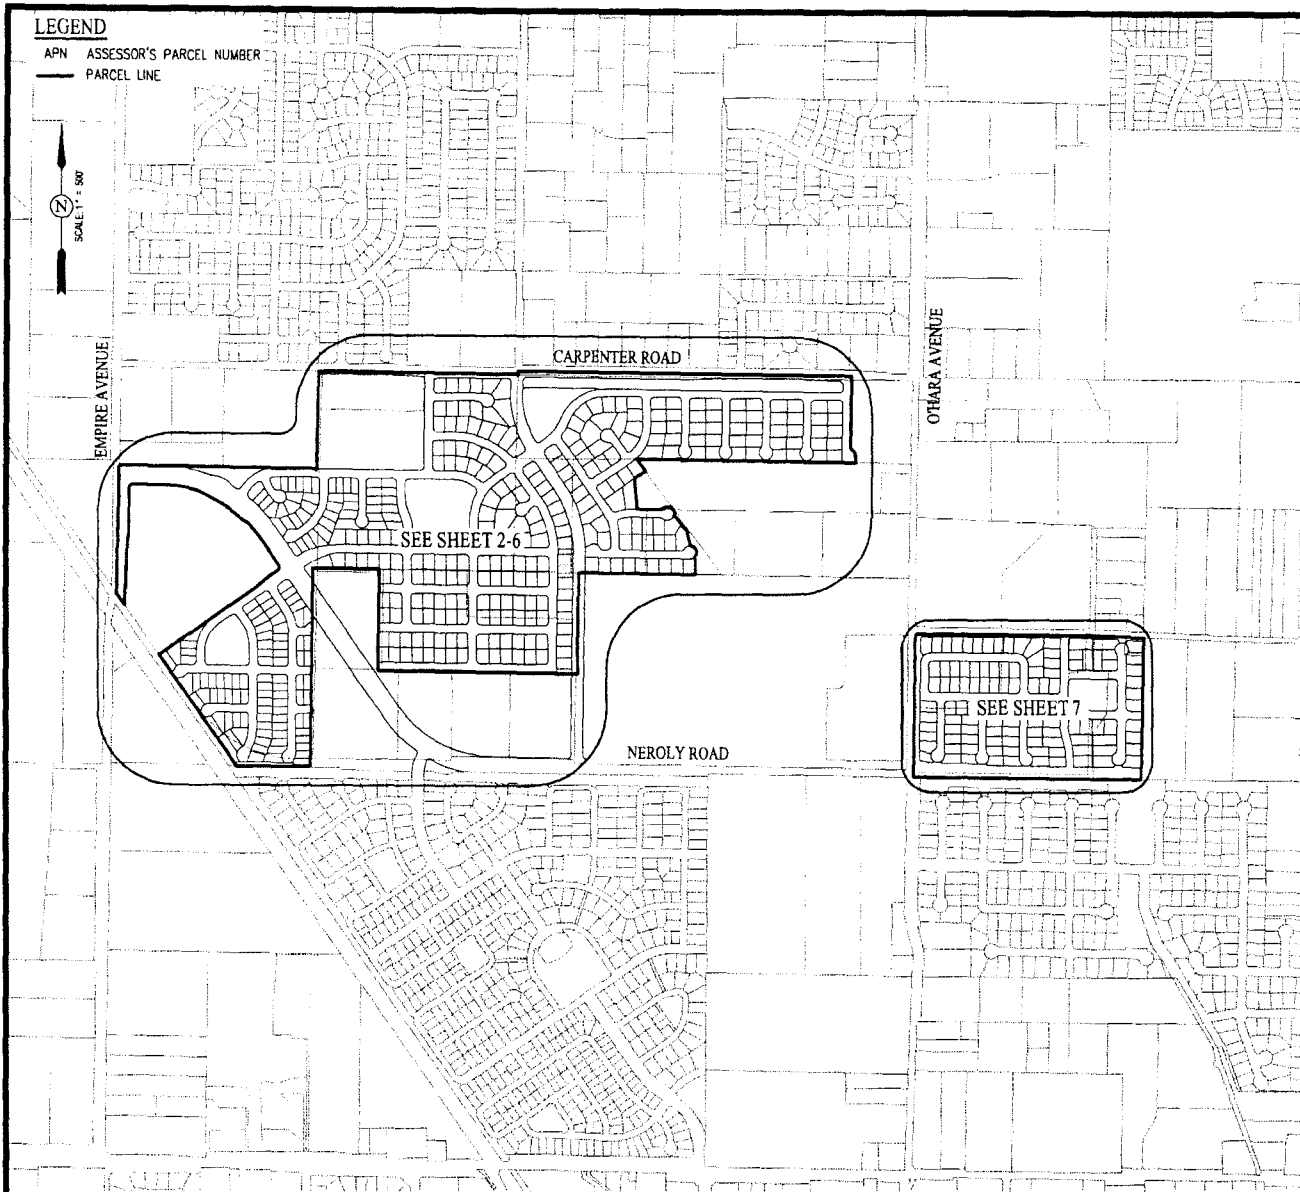 LEGEND
APN ASSESSOR'S PARCEL NUMBER
PARCEL LINE
N
SCALE: 1" = 500'
EMPIRE AVENUE
CARPENTER ROAD
O'HARA AVENUE
SEE SHEET 2-6
SEE SHEET 7
NEROLY ROAD